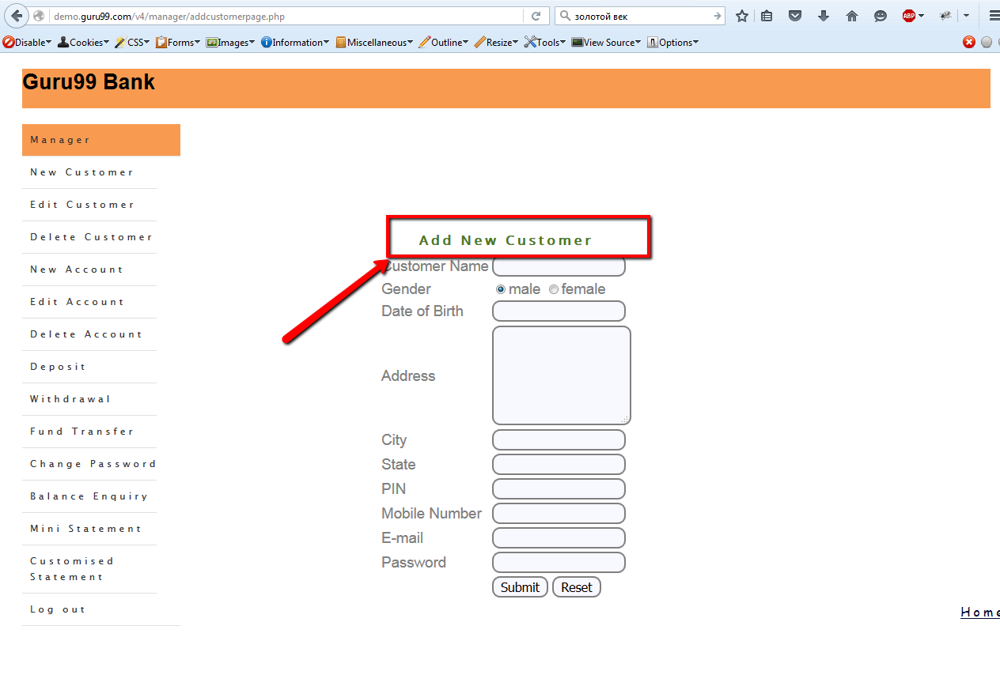 demo.guru99.com/v4/manager/addcustomerpage.php
золотой век
ABP
Disable
Cookies
CSS
Forms
Images
Information
Miscellaneous
Outline
Resize
Tools
View Source
Options
Guru99 Bank
Manager
New Customer
Edit Customer
Delete Customer
New Account
Edit Account
Delete Account
Deposit
Withdrawal
Fund Transfer
Change Password
Balance Enquiry
Mini Statement
Customised
Statement
Log out
Add New Customer
Customer Name
Gender male female
Date of Birth
Address
City
State
PIN
Mobile Number
E-mail
Password
Submit Reset
Home